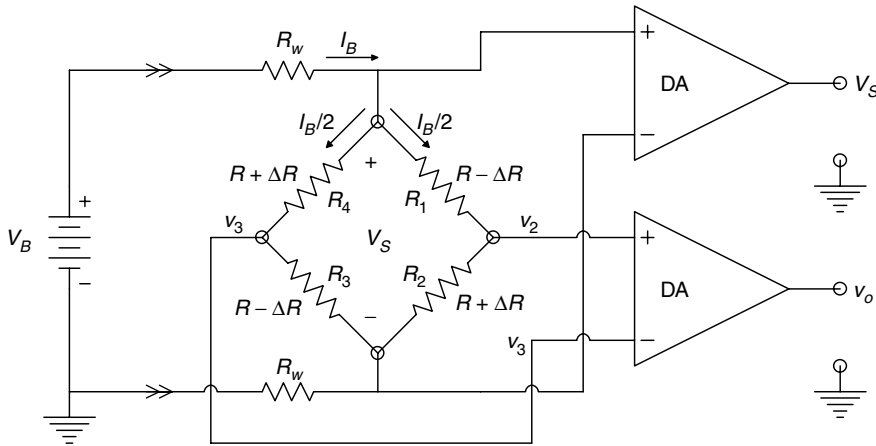 R_w
I_B
+
DA
V_S
−
I_B/2
I_B/2
R + ΔR
+
R − ΔR
R_4
R_1
+
V_B
−
v_3
V_S
v_2
+
DA
v_o
−
R_3
R_2
R − ΔR
−
R + ΔR
v_3
R_w